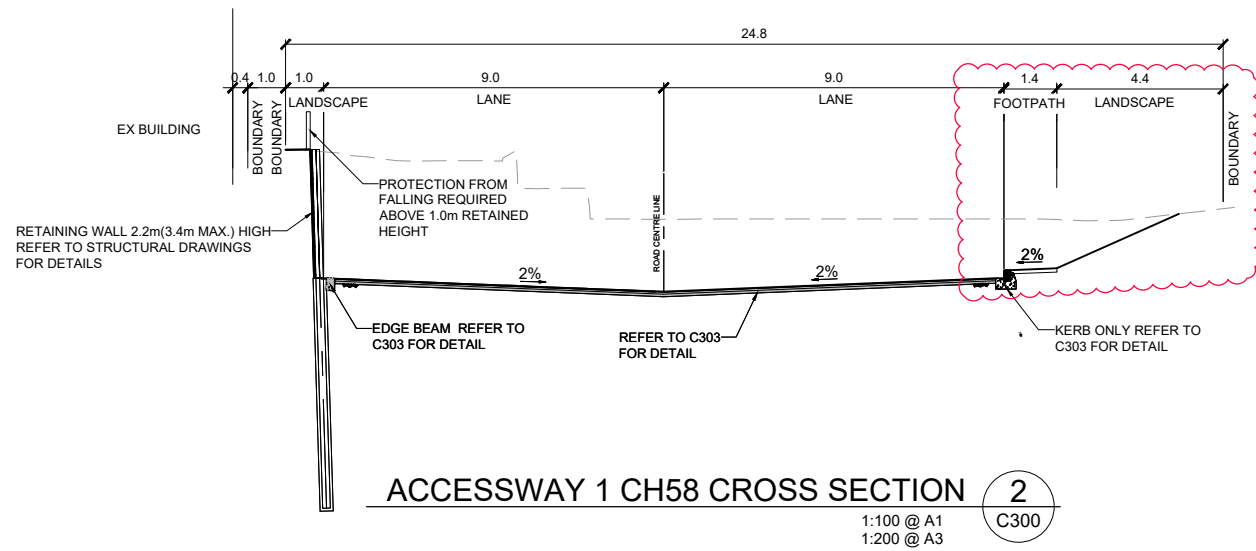 24.8
0.4
1.0
1.0
9.0
9.0
1.4
4.4
LANDSCAPE
LANE
LANE
FOOTPATH
LANDSCAPE
EX BUILDING
BOUNDARY
BOUNDARY
BOUNDARY
PROTECTION FROM
FALLING REQUIRED
ABOVE 1.0m RETAINED
HEIGHT
ROAD CENTRE LINE
RETAINING WALL 2.2m(3.4m MAX.) HIGH
REFER TO STRUCTURAL DRAWINGS
FOR DETAILS
2%
2%
2%
EDGE BEAM REFER TO
C303 FOR DETAIL
REFER TO C303
FOR DETAIL
KERB ONLY REFER TO
C303 FOR DETAIL
ACCESSWAY 1 CH58 CROSS SECTION
2
C300
1:100 @ A1
1:200 @ A3